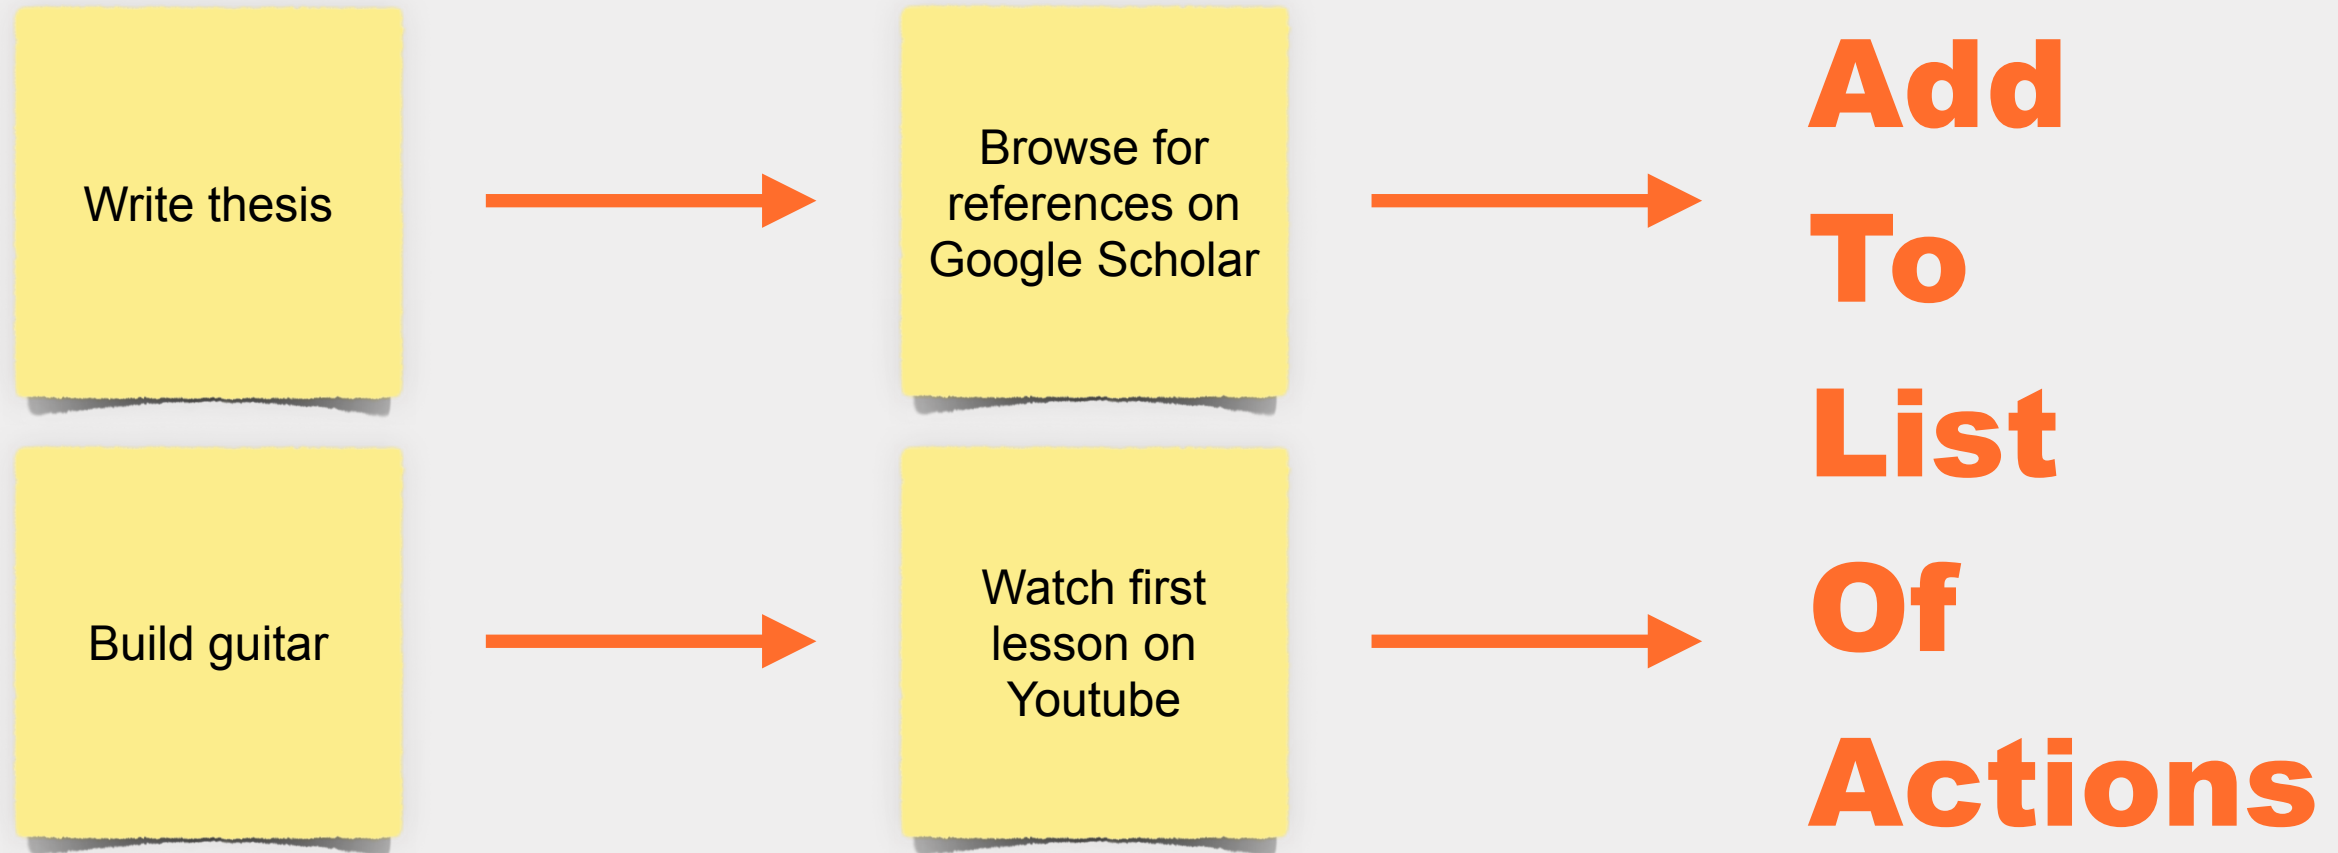 Write thesis
Browse for
references on
Google Scholar
Build guitar
Watch first
lesson on
Youtube
Add
To
List
Of
Actions